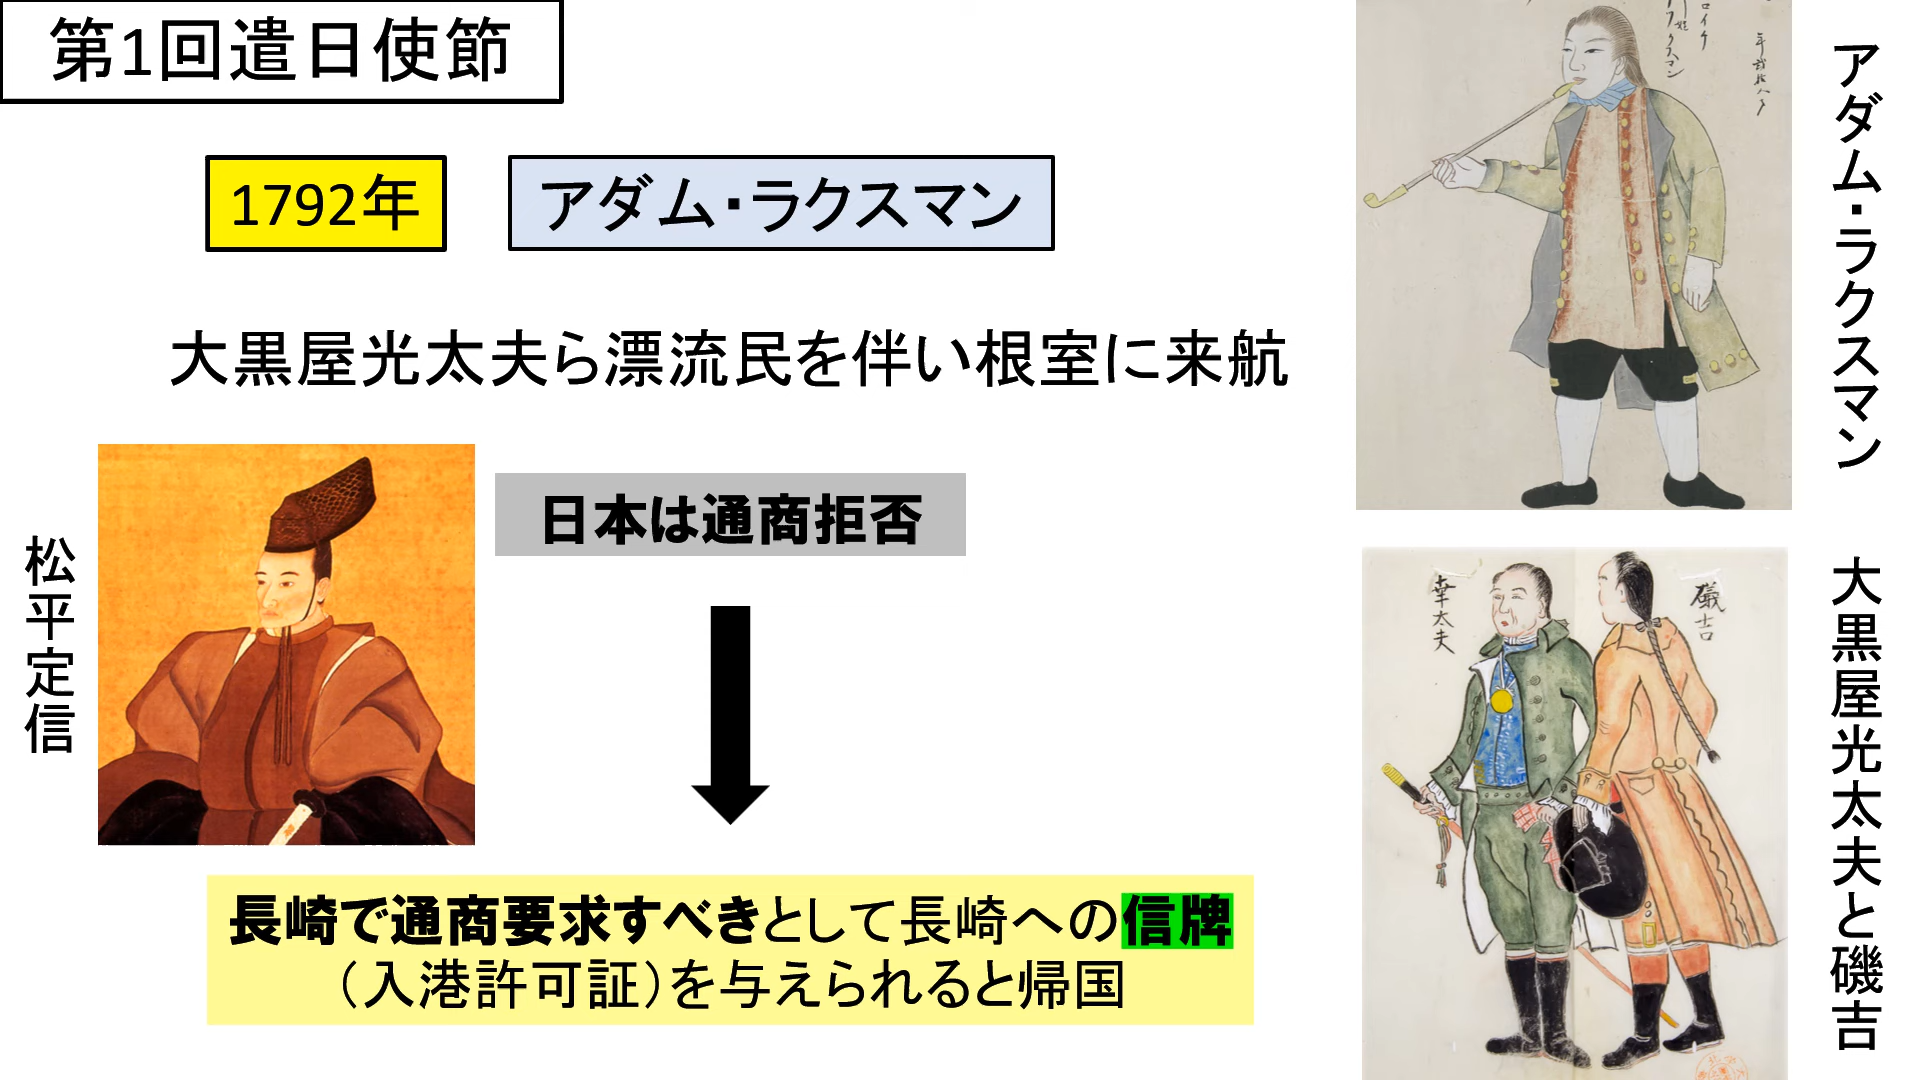 第1回遣日使節
1792年
アダム・ラクスマン
大黒屋光太夫ら漂流民を伴い根室に来航
松平定信
日本は通商拒否
長崎で通商要求すべきとして長崎への信牌
（入港許可証）を与えられると帰国
アダム・ラクスマン
幸太夫
磯吉
大黒屋光太夫と磯吉